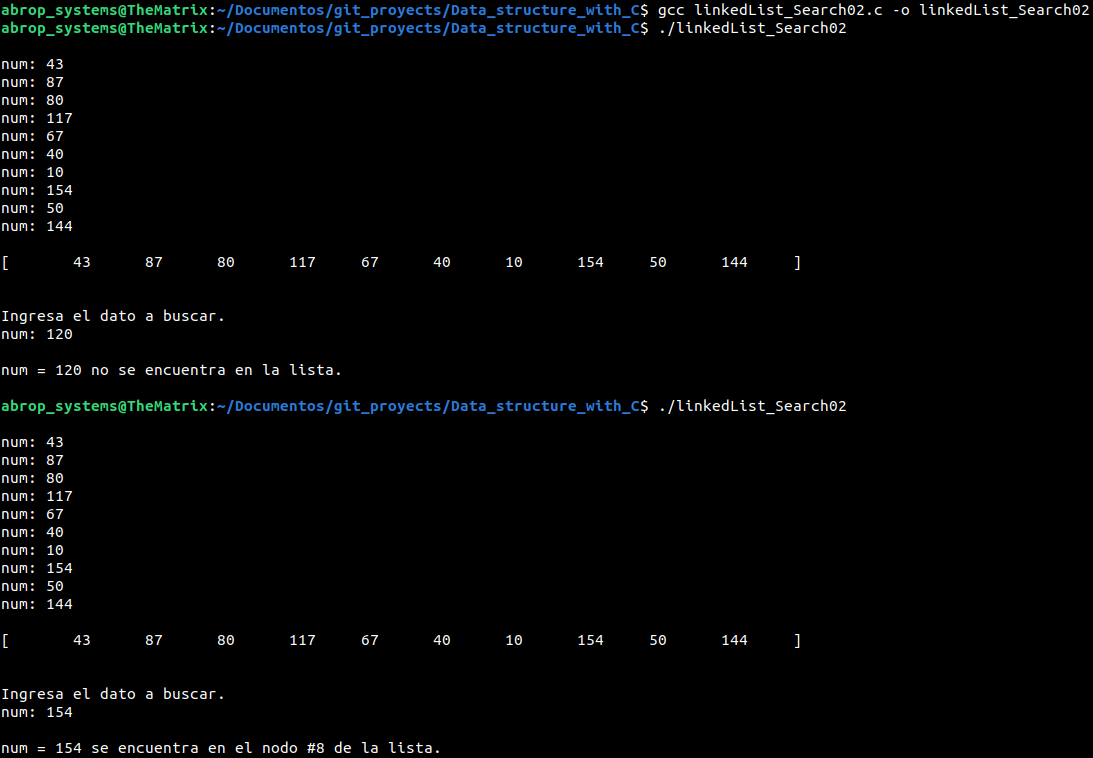 abrop_systems@TheMatrix:~/Documentos/git_proyects/Data_structure_with_C$ gcc linkedList_Search02.c -o linkedList_Search02
abrop_systems@TheMatrix:~/Documentos/git_proyects/Data_structure_with_C$ ./linkedList_Search02
num: 43
num: 87
num: 80
num: 117
num: 67
num: 40
num: 10
num: 154
num: 50
num: 144
[ 43 87 80 117 67 40 10 154 50 144 ]
Ingresa el dato a buscar.
num: 120
num = 120 no se encuentra en la lista.
abrop_systems@TheMatrix:~/Documentos/git_proyects/Data_structure_with_C$ ./linkedList_Search02
num: 43
num: 87
num: 80
num: 117
num: 67
num: 40
num: 10
num: 154
num: 50
num: 144
[ 43 87 80 117 67 40 10 154 50 144 ]
Ingresa el dato a buscar.
num: 154
num = 154 se encuentra en el nodo #8 de la lista.